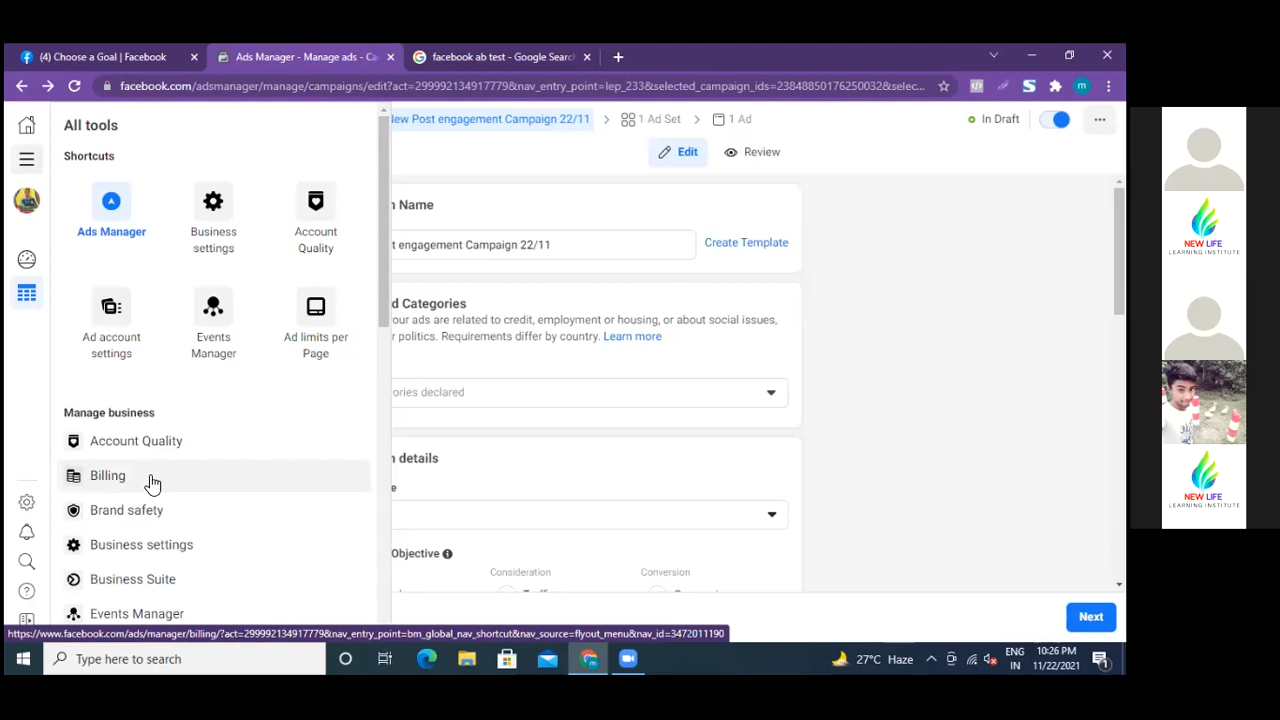 (4) Choose a Goal | Facebook
Ads Manager - Manage ads - Ca
facebook ab test - Google Search
facebook.com/adsmanager/manage/campaigns/edit?act=299992134917779&nav_entry_point=lep_233&selected_campaign_ids=23848850176250032&selec...
m
All tools
Shortcuts
Ads Manager
Business settings
Account Quality
Ad account settings
Events Manager
Ad limits per Page
Manage business
Account Quality
Billing
Brand safety
Business settings
Business Suite
Events Manager
New Post engagement Campaign 22/11
1 Ad Set
1 Ad
In Draft
Edit
Review
n Name
t engagement Campaign 22/11
Create Template
d Categories
our ads are related to credit, employment or housing, or about social issues,
r politics. Requirements differ by country. Learn more
ories declared
n details
e
Objective
Consideration
Conversion
Next
https://www.facebook.com/ads/manager/billing/?act=299992134917779&nav_entry_point=bm_global_nav_shortcut&nav_source=flyout_menu&nav_id=3472011190
Type here to search
27°C Haze
ENG
IN
10:26 PM
11/22/2021
1
NEW LIFE
LEARNING INSTITUTE
NEW LIFE
LEARNING INSTITUTE